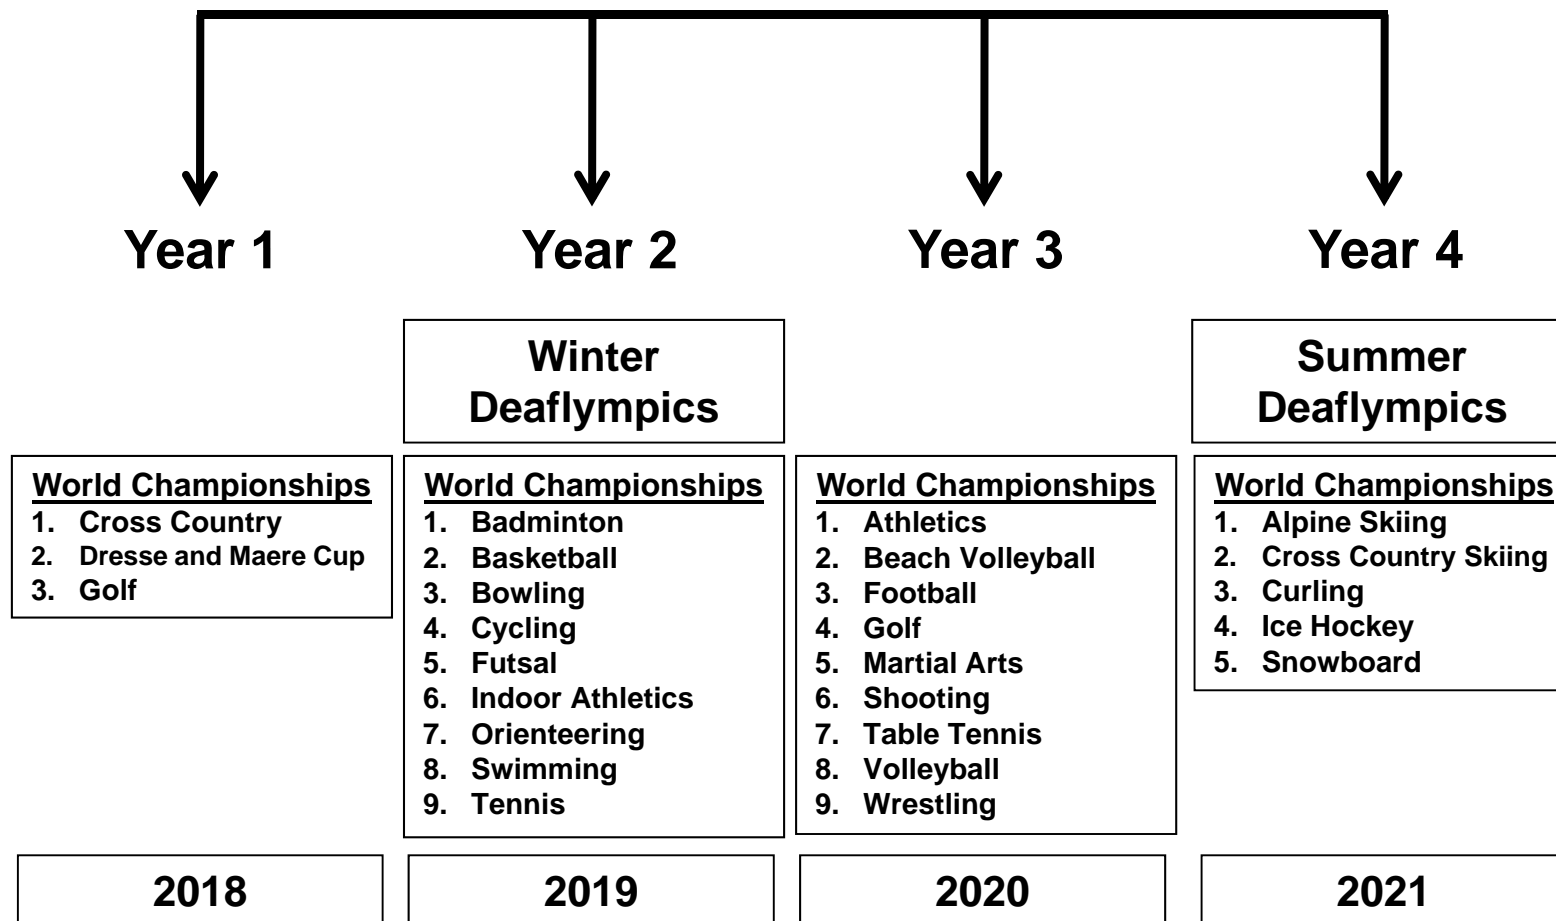 Year 1
Year 2
Year 3
Year 4
Winter
Deaflympics
Summer
Deaflympics
World Championships
1. Cross Country
2. Dresse and Maere Cup
3. Golf
World Championships
1. Badminton
2. Basketball
3. Bowling
4. Cycling
5. Futsal
6. Indoor Athletics
7. Orienteering
8. Swimming
9. Tennis
World Championships
1. Athletics
2. Beach Volleyball
3. Football
4. Golf
5. Martial Arts
6. Shooting
7. Table Tennis
8. Volleyball
9. Wrestling
World Championships
1. Alpine Skiing
2. Cross Country Skiing
3. Curling
4. Ice Hockey
5. Snowboard
2018
2019
2020
2021